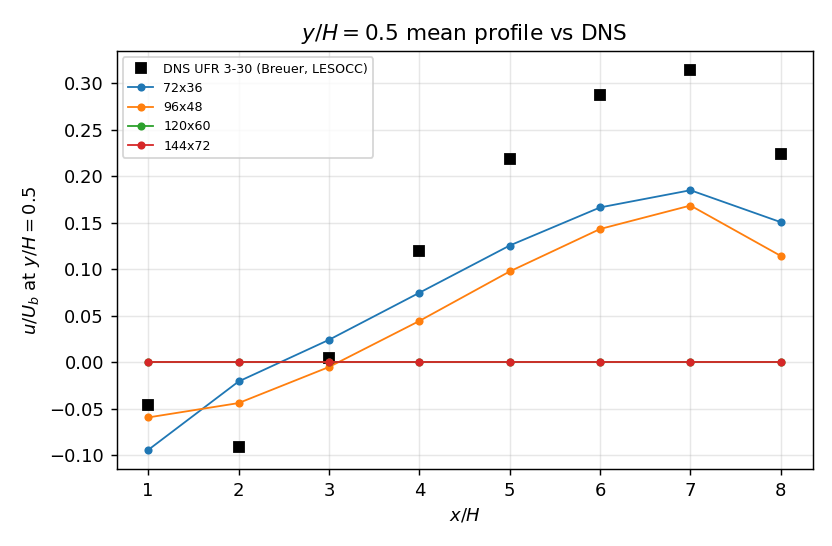 y/H = 0.5 mean profile vs DNS
DNS UFR 3-30 (Breuer, LESOCC)
72x36
96x48
120x60
144x72
u/U_b at y/H = 0.5
0.30
0.25
0.20
0.15
0.10
0.05
0.00
−0.05
−0.10
1 2 3 4 5 6 7 8
x/H